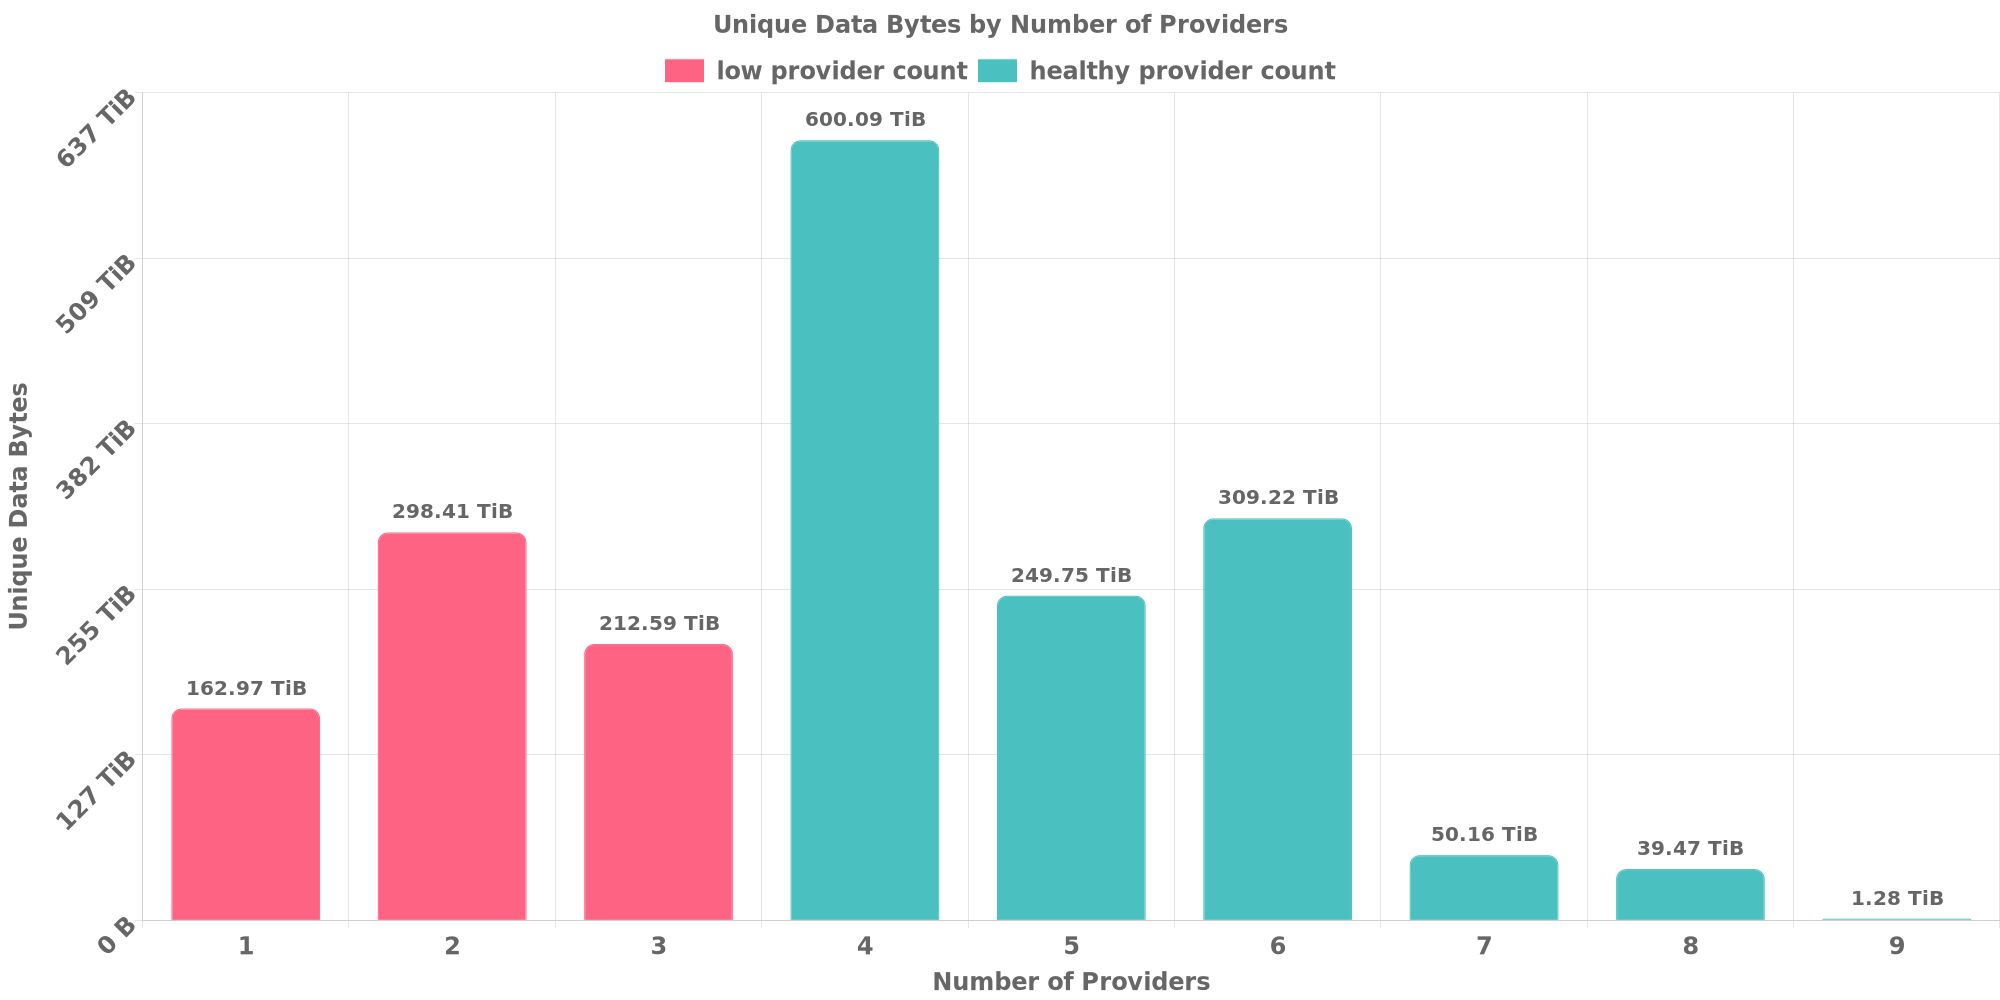 Unique Data Bytes by Number of Providers
low provider count healthy provider count
637 TiB
509 TiB
382 TiB
255 TiB
127 TiB
0 B
Unique Data Bytes
162.97 TiB
298.41 TiB
212.59 TiB
600.09 TiB
249.75 TiB
309.22 TiB
50.16 TiB
39.47 TiB
1.28 TiB
1 2 3 4 5 6 7 8 9
Number of Providers